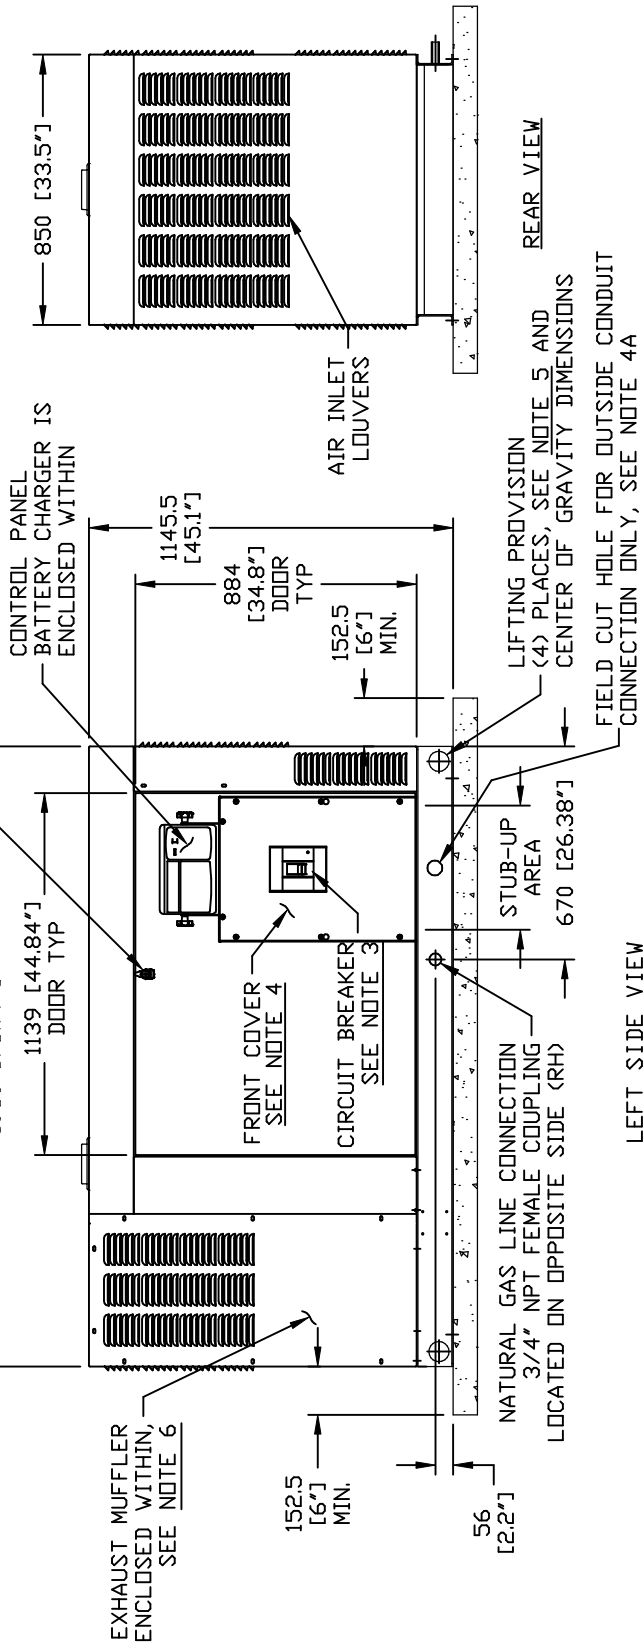 EXHAUST MUFFLER
ENCLOSED WITHIN,
SEE NOTE 6
1139 [44.84"]
DOOR TYP
CONTROL PANEL
BATTERY CHARGER IS
ENCLOSED WITHIN
850 [33.5"]
FRONT COVER
SEE NOTE 4
CIRCUIT BREAKER
SEE NOTE 3
1145.5
[45.1"]
884
[34.8"]
DOOR
TYP
152.5
[6"]
MIN.
AIR INLET
LOUVERS
152.5
[6"]
MIN.
56
[2.2"]
NATURAL GAS LINE CONNECTION
3/4" NPT FEMALE COUPLING
LOCATED ON OPPOSITE SIDE (RH)
STUB-UP
AREA
670 [26.38"]
LIFTING PROVISION
(4) PLACES, SEE NOTE 5 AND
CENTER OF GRAVITY DIMENSIONS
FIELD CUT HOLE FOR OUTSIDE CONDUIT
CONNECTION ONLY, SEE NOTE 4A
LEFT SIDE VIEW
REAR VIEW